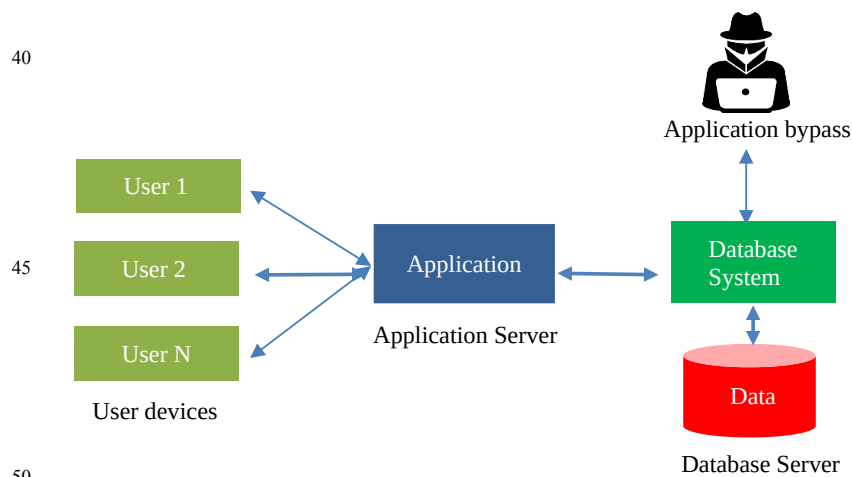 40
Application bypass
User 1
Application
Database
System
45
User 2
Application Server
User N
Data
User devices
Database Server
50